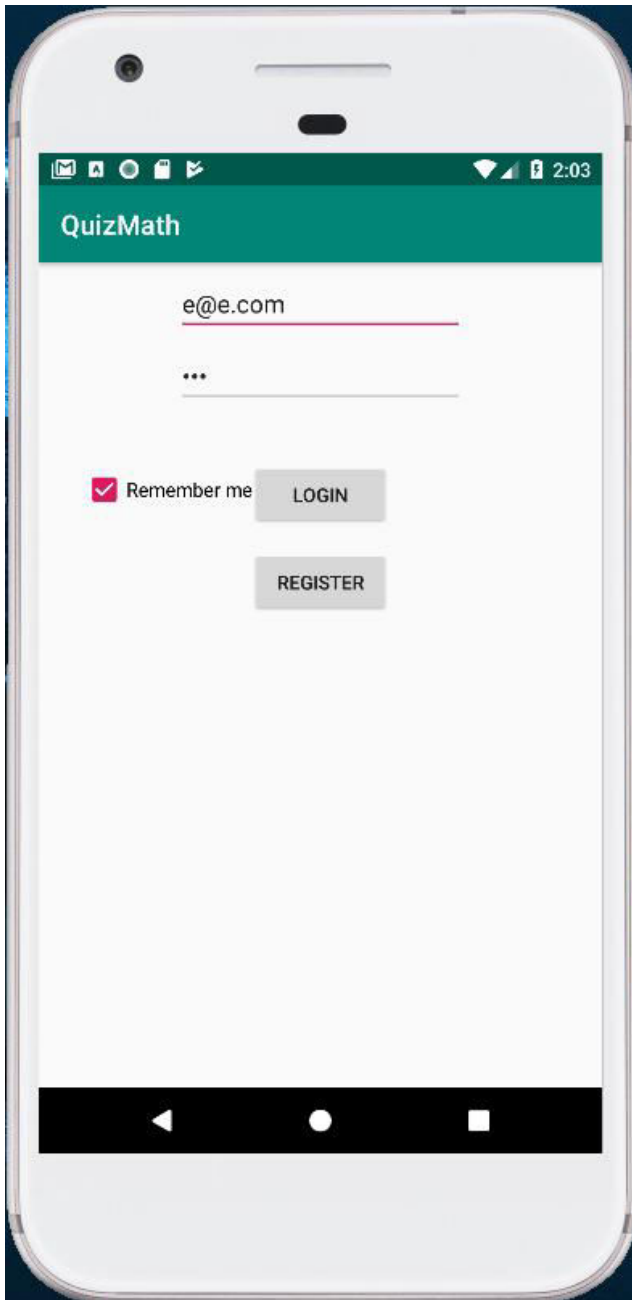 2:03
QuizMath
e@e.com
•••
Remember me LOGIN
REGISTER